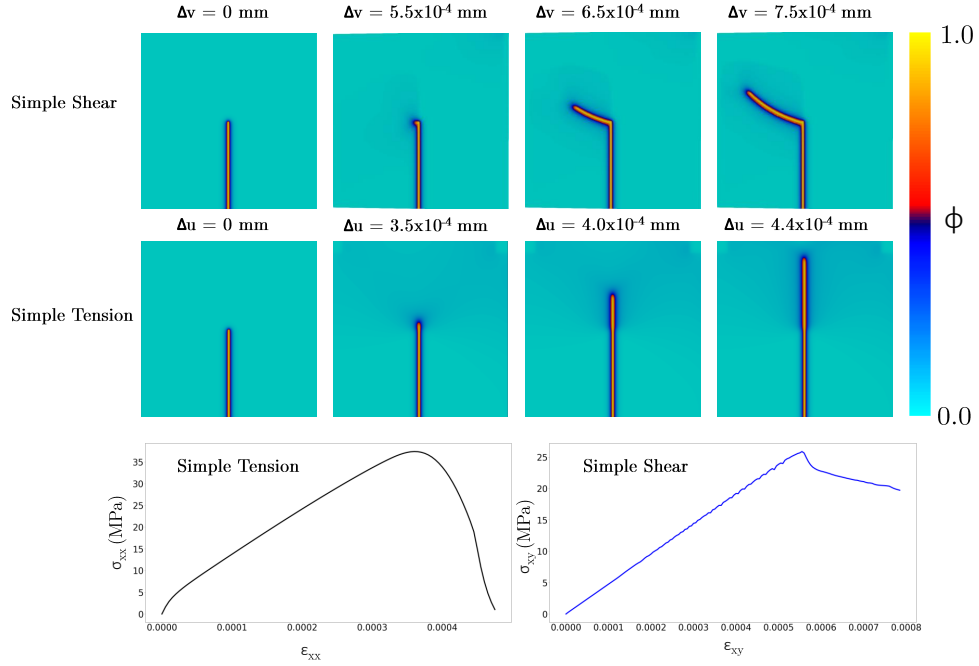 Δv = 0 mm
5.5x10⁻⁴ mm
Δv = 6.5x10⁻⁴ mm
Δv = 7.5x10⁻⁴ mm
1.0
Simple Shear
ϕ
Δu = 0 mm
3.5x10⁻⁴ mm
Δu = 4.0x10⁻⁴ mm
Δu = 4.4x10⁻⁴ mm
Simple Tension
0.0
Simple Tension
σxx (MPa)
35
30
25
20
15
10
5
0
0.0000 0.0001 0.0002 0.0003 0.0004
εxx
Simple Shear
σxy (MPa)
25
20
15
10
5
0
0.0000 0.0001 0.0002 0.0003 0.0004 0.0005 0.0006 0.0007 0.0008
εxy